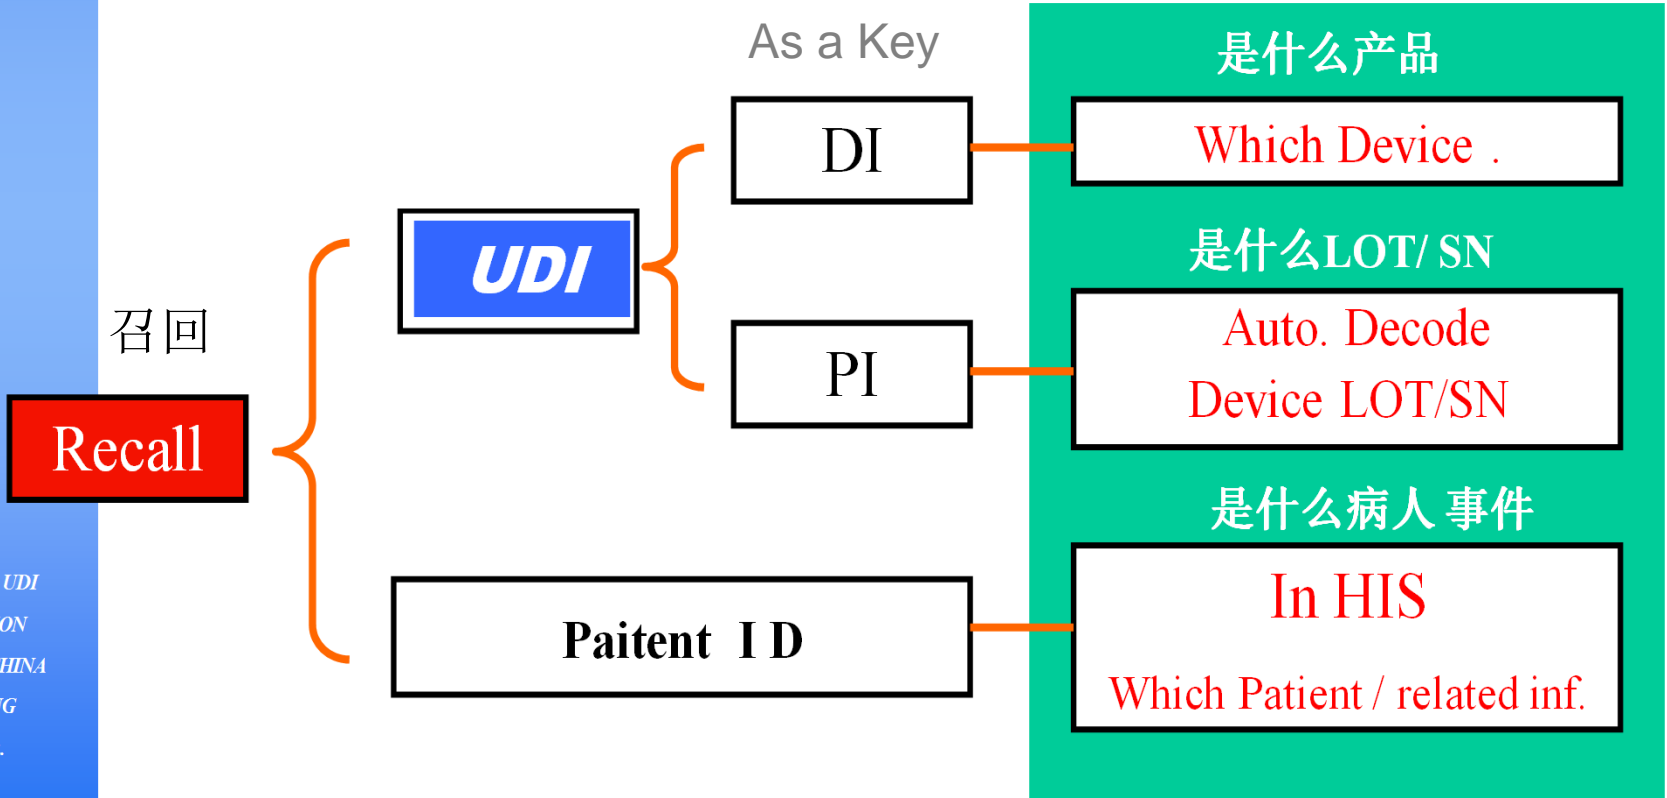 As a Key
是什么产品
DI
Which Device .
UDI
是什么LOT/ SN
PI
Auto. Decode
Device LOT/SN
召回
Recall
是什么病人 事件
Paitent I D
In HIS
Which Patient / related inf.
UDI
ON
HINA
G
.